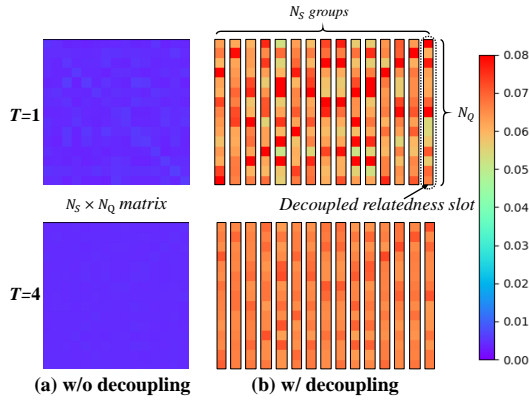 N_S groups
T=1
N_Q
N_S × N_Q matrix
Decoupled relatedness slot
T=4
0.08
0.07
0.06
0.05
0.04
0.03
0.02
0.01
0.00
(a) w/o decoupling
(b) w/ decoupling